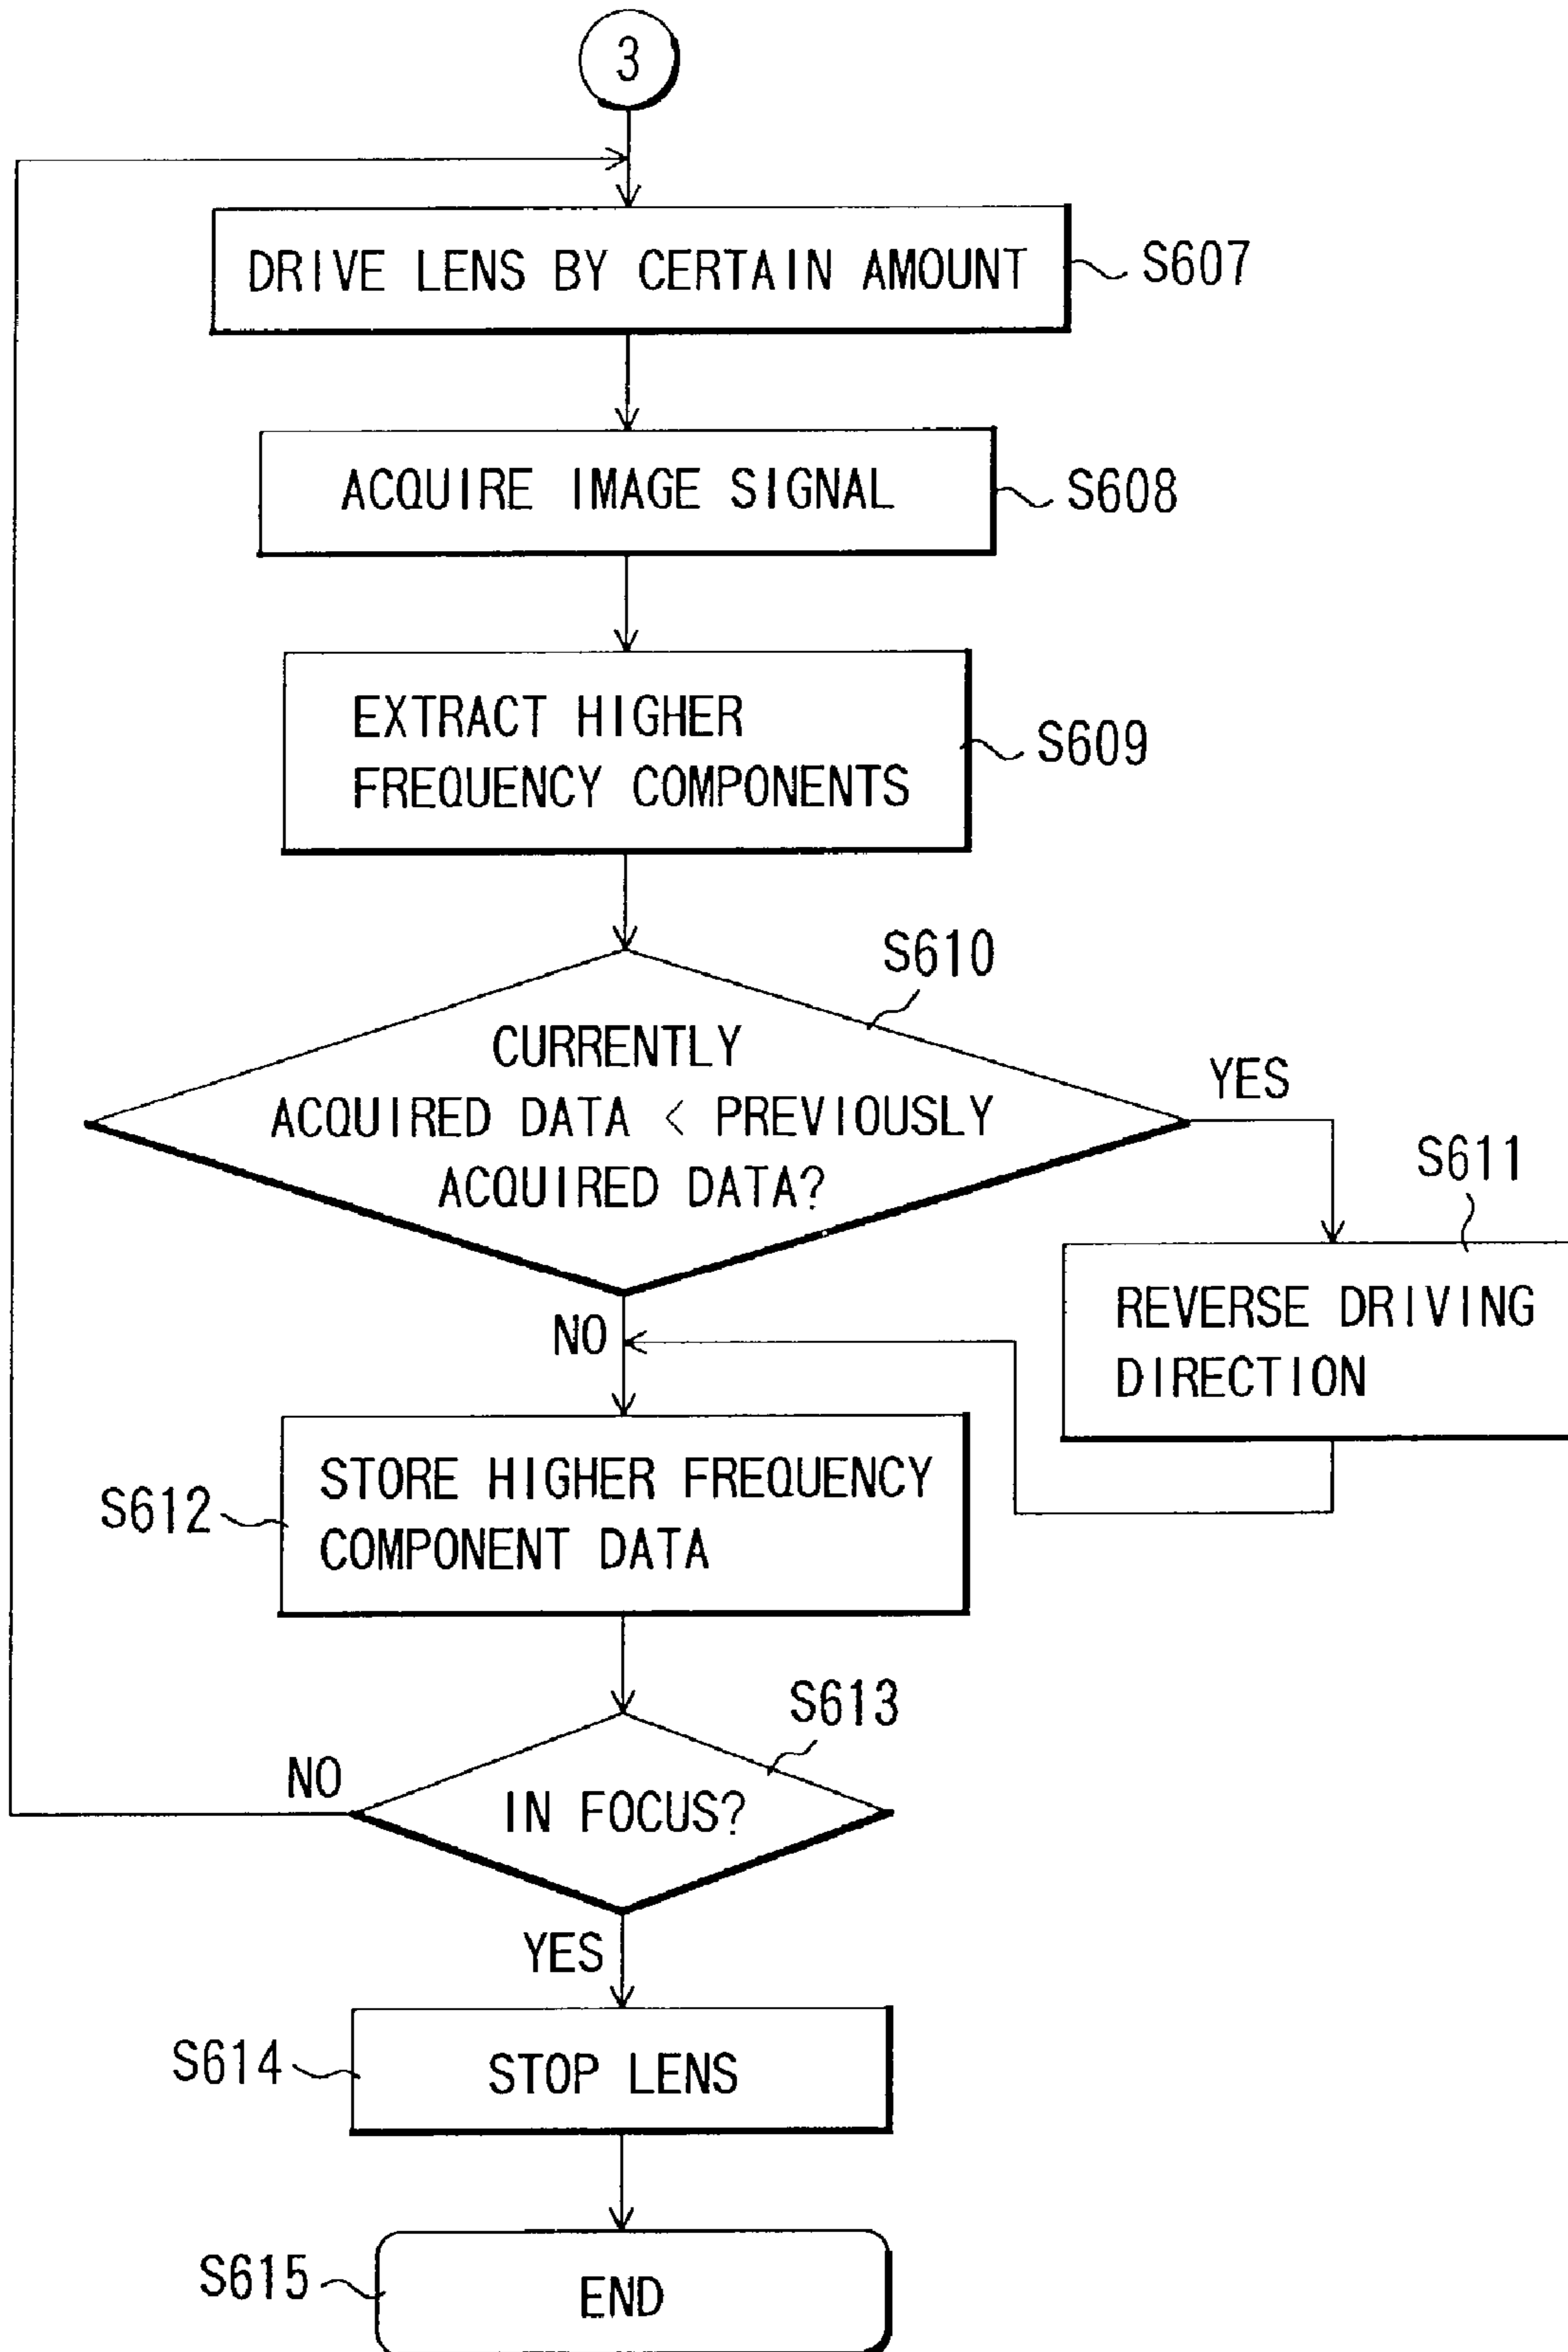 3
DRIVE LENS BY CERTAIN AMOUNT
S607
ACQUIRE IMAGE SIGNAL
S608
EXTRACT HIGHER
FREQUENCY COMPONENTS
S609
S610
CURRENTLY
ACQUIRED DATA < PREVIOUSLY
ACQUIRED DATA?
YES
S611
REVERSE DRIVING
DIRECTION
NO
S612
STORE HIGHER FREQUENCY
COMPONENT DATA
S613
NO
IN FOCUS?
YES
S614
STOP LENS
S615
END